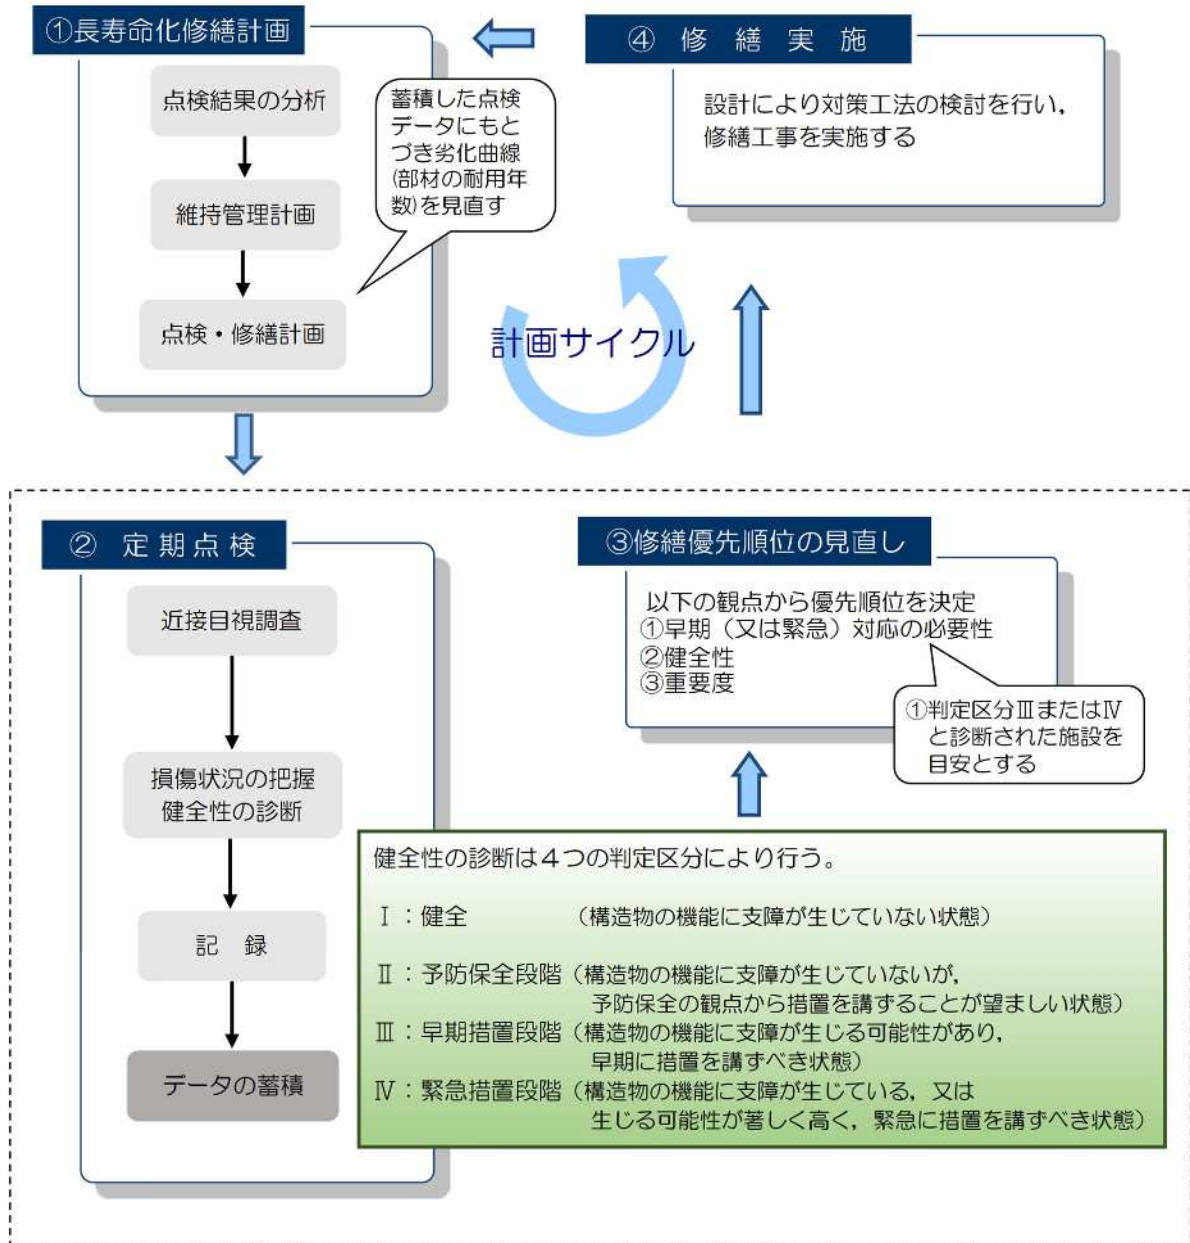 ①長寿命化修繕計画
点検結果の分析
維持管理計画
点検・修繕計画
蓄積した点検
データにもと
づき劣化曲線
(部材の耐用年
数)を見直す
④ 修 繕 実 施
設計により対策工法の検討を行い，
修繕工事を実施する
計画サイクル
② 定期点検
近接目視調査
損傷状況の把握
健全性の診断
記 録
データの蓄積
③修繕優先順位の見直し
以下の観点から優先順位を決定
①早期（又は緊急）対応の必要性
②健全性
③重要度
①判定区分ⅢまたはⅣ
と診断された施設を
目安とする
健全性の診断は４つの判定区分により行う。
Ⅰ：健全 （構造物の機能に支障が生じていない状態）
Ⅱ：予防保全段階（構造物の機能に支障が生じていないが，
予防保全の観点から措置を講ずることが望ましい状態）
Ⅲ：早期措置段階（構造物の機能に支障が生じる可能性があり，
早期に措置を講ずべき状態）
Ⅳ：緊急措置段階（構造物の機能に支障が生じている，又は
生じる可能性が著しく高く，緊急に措置を講ずべき状態）